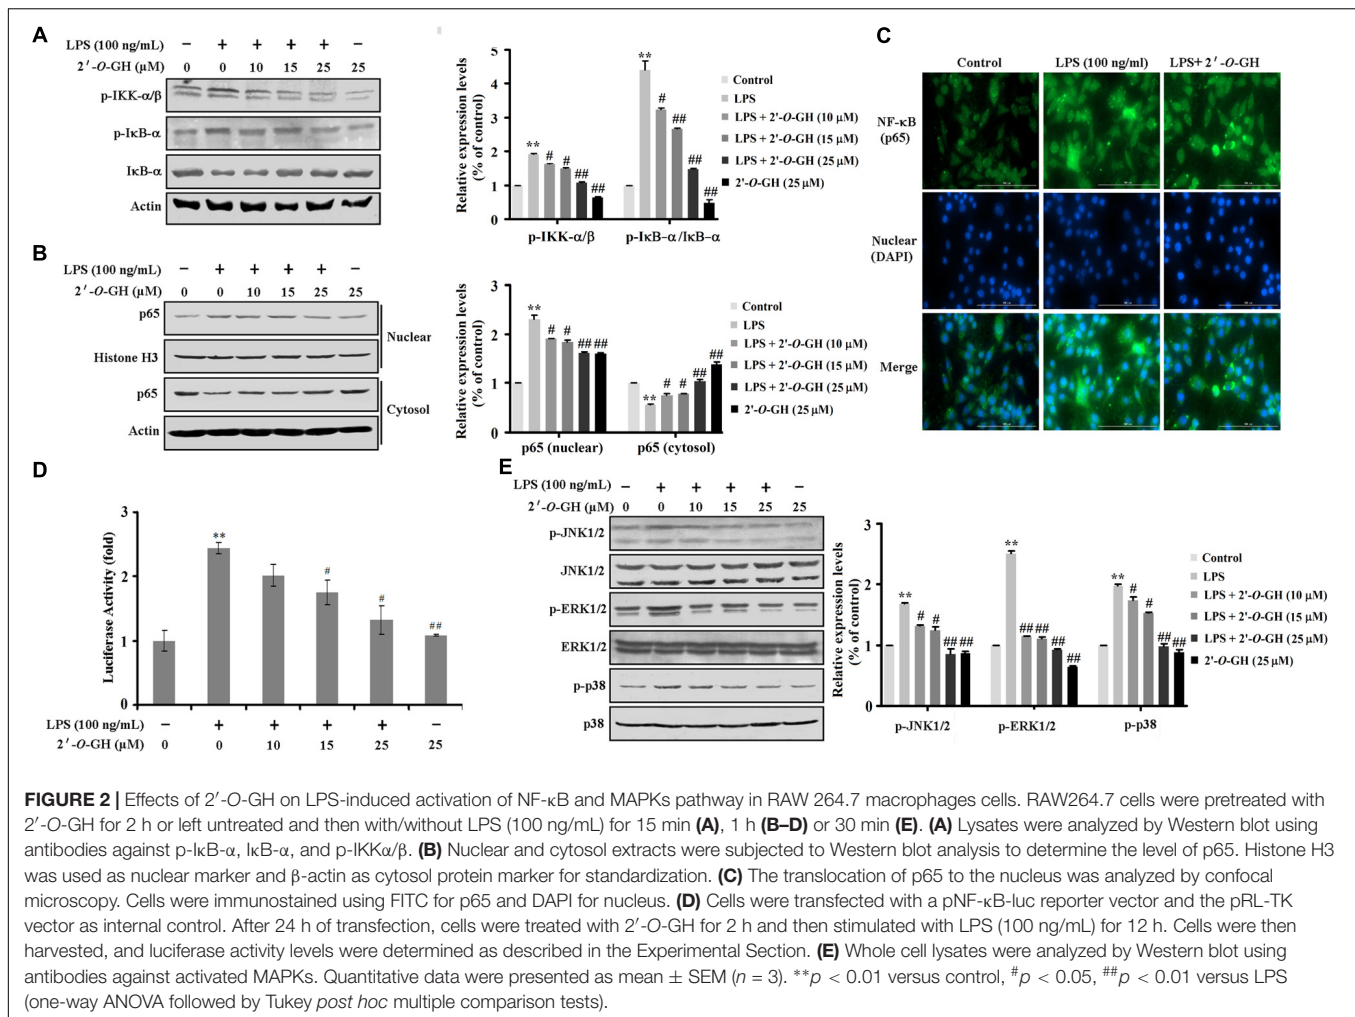 A
LPS (100 ng/mL) − + + + + −
2′-O-GH (µM) 0 0 10 15 25 25
p-IKK-α/β
p-IκB-α
IκB-α
Actin
Relative expression levels
(% of control)
5
4
3
2
1
0
** # # ## ##
** # ## ## ##
p-IKK-α/β p-IκB-α/IκB-α
Control
LPS
LPS + 2'-O-GH (10 µM)
LPS + 2'-O-GH (15 µM)
LPS + 2'-O-GH (25 µM)
2'-O-GH (25 µM)
B
LPS (100 ng/mL) − + + + + −
2′-O-GH (µM) 0 0 10 15 25 25
p65
Histone H3
Nuclear
p65
Actin
Cytosol
Relative expression levels
(% of control)
3
2
1
0
** # # ## ##
** # # ## ##
p65 (nuclear) p65 (cytosol)
Control
LPS
LPS + 2'-O-GH (10 µM)
LPS + 2'-O-GH (15 µM)
LPS + 2'-O-GH (25 µM)
2'-O-GH (25 µM)
C
Control LPS (100 ng/ml) LPS+ 2′-O-GH
NF-κB
(p65)
Nuclear
(DAPI)
Merge
D
Luciferase Activity (fold)
3
2
1
0
** # # ##
LPS (100 ng/mL) − + + + + −
2′-O-GH (µM) 0 0 10 15 25 25
E
LPS (100 ng/mL) − + + + + −
2′-O-GH (µM) 0 0 10 15 25 25
p-JNK1/2
JNK1/2
p-ERK1/2
ERK1/2
p-p38
p38
Relative expression levels
(% of control)
3
2
1
0
** # # ## ##
** ## ## ## ##
** # # ## ##
p-JNK1/2 p-ERK1/2 p-p38
Control
LPS
LPS + 2'-O-GH (10 µM)
LPS + 2'-O-GH (15 µM)
LPS + 2'-O-GH (25 µM)
2'-O-GH (25 µM)
FIGURE 2 | Effects of 2′-O-GH on LPS-induced activation of NF-κB and MAPKs pathway in RAW 264.7 macrophages cells. RAW264.7 cells were pretreated with
2′-O-GH for 2 h or left untreated and then with/without LPS (100 ng/mL) for 15 min (A), 1 h (B–D) or 30 min (E). (A) Lysates were analyzed by Western blot using
antibodies against p-IκB-α, IκB-α, and p-IKKα/β. (B) Nuclear and cytosol extracts were subjected to Western blot analysis to determine the level of p65. Histone H3
was used as nuclear marker and β-actin as cytosol protein marker for standardization. (C) The translocation of p65 to the nucleus was analyzed by confocal
microscopy. Cells were immunostained using FITC for p65 and DAPI for nucleus. (D) Cells were transfected with a pNF-κB-luc reporter vector and the pRL-TK
vector as internal control. After 24 h of transfection, cells were treated with 2′-O-GH for 2 h and then stimulated with LPS (100 ng/mL) for 12 h. Cells were then
harvested, and luciferase activity levels were determined as described in the Experimental Section. (E) Whole cell lysates were analyzed by Western blot using
antibodies against activated MAPKs. Quantitative data were presented as mean ± SEM (n = 3). **p < 0.01 versus control, #p < 0.05, ##p < 0.01 versus LPS
(one-way ANOVA followed by Tukey post hoc multiple comparison tests).